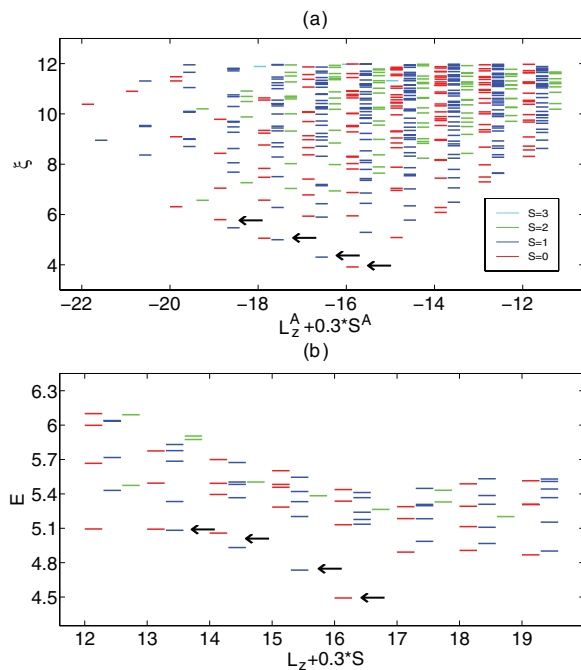 (a)
12
10
8
6
4
ξ
S=3
S=2
S=1
S=0
−22 −20 −18 −16 −14 −12
L_z^A+0.3*S^A
(b)
6.3
6
5.7
5.4
5.1
4.8
4.5
E
12 13 14 15 16 17 18 19
L_z+0.3*S